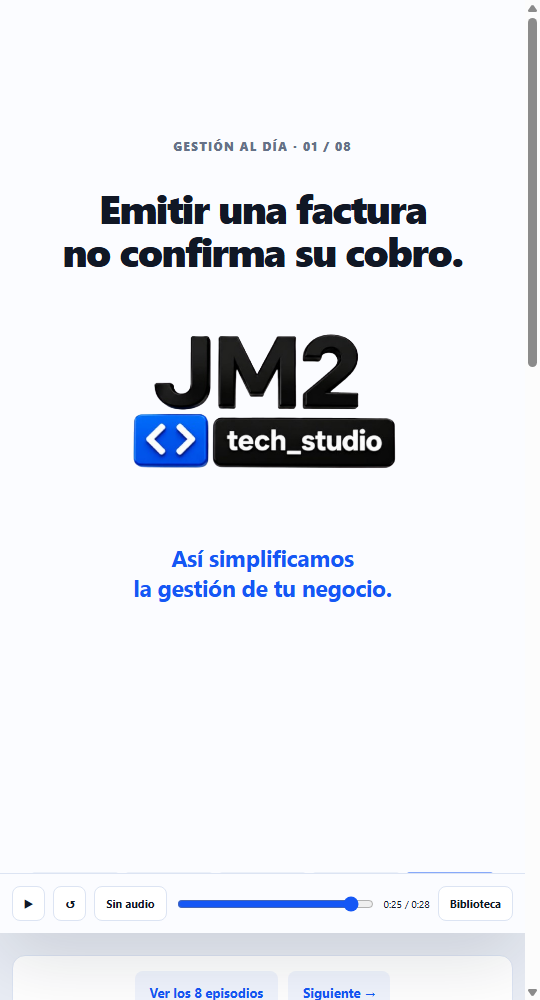 GESTIÓN AL DÍA · 01 / 08
Emitir una factura
no confirma su cobro.
JM2
<> tech_studio
Así simplificamos
la gestión de tu negocio.
Sin audio
0:25 / 0:28
Biblioteca
Ver los 8 episodios
Siguiente →